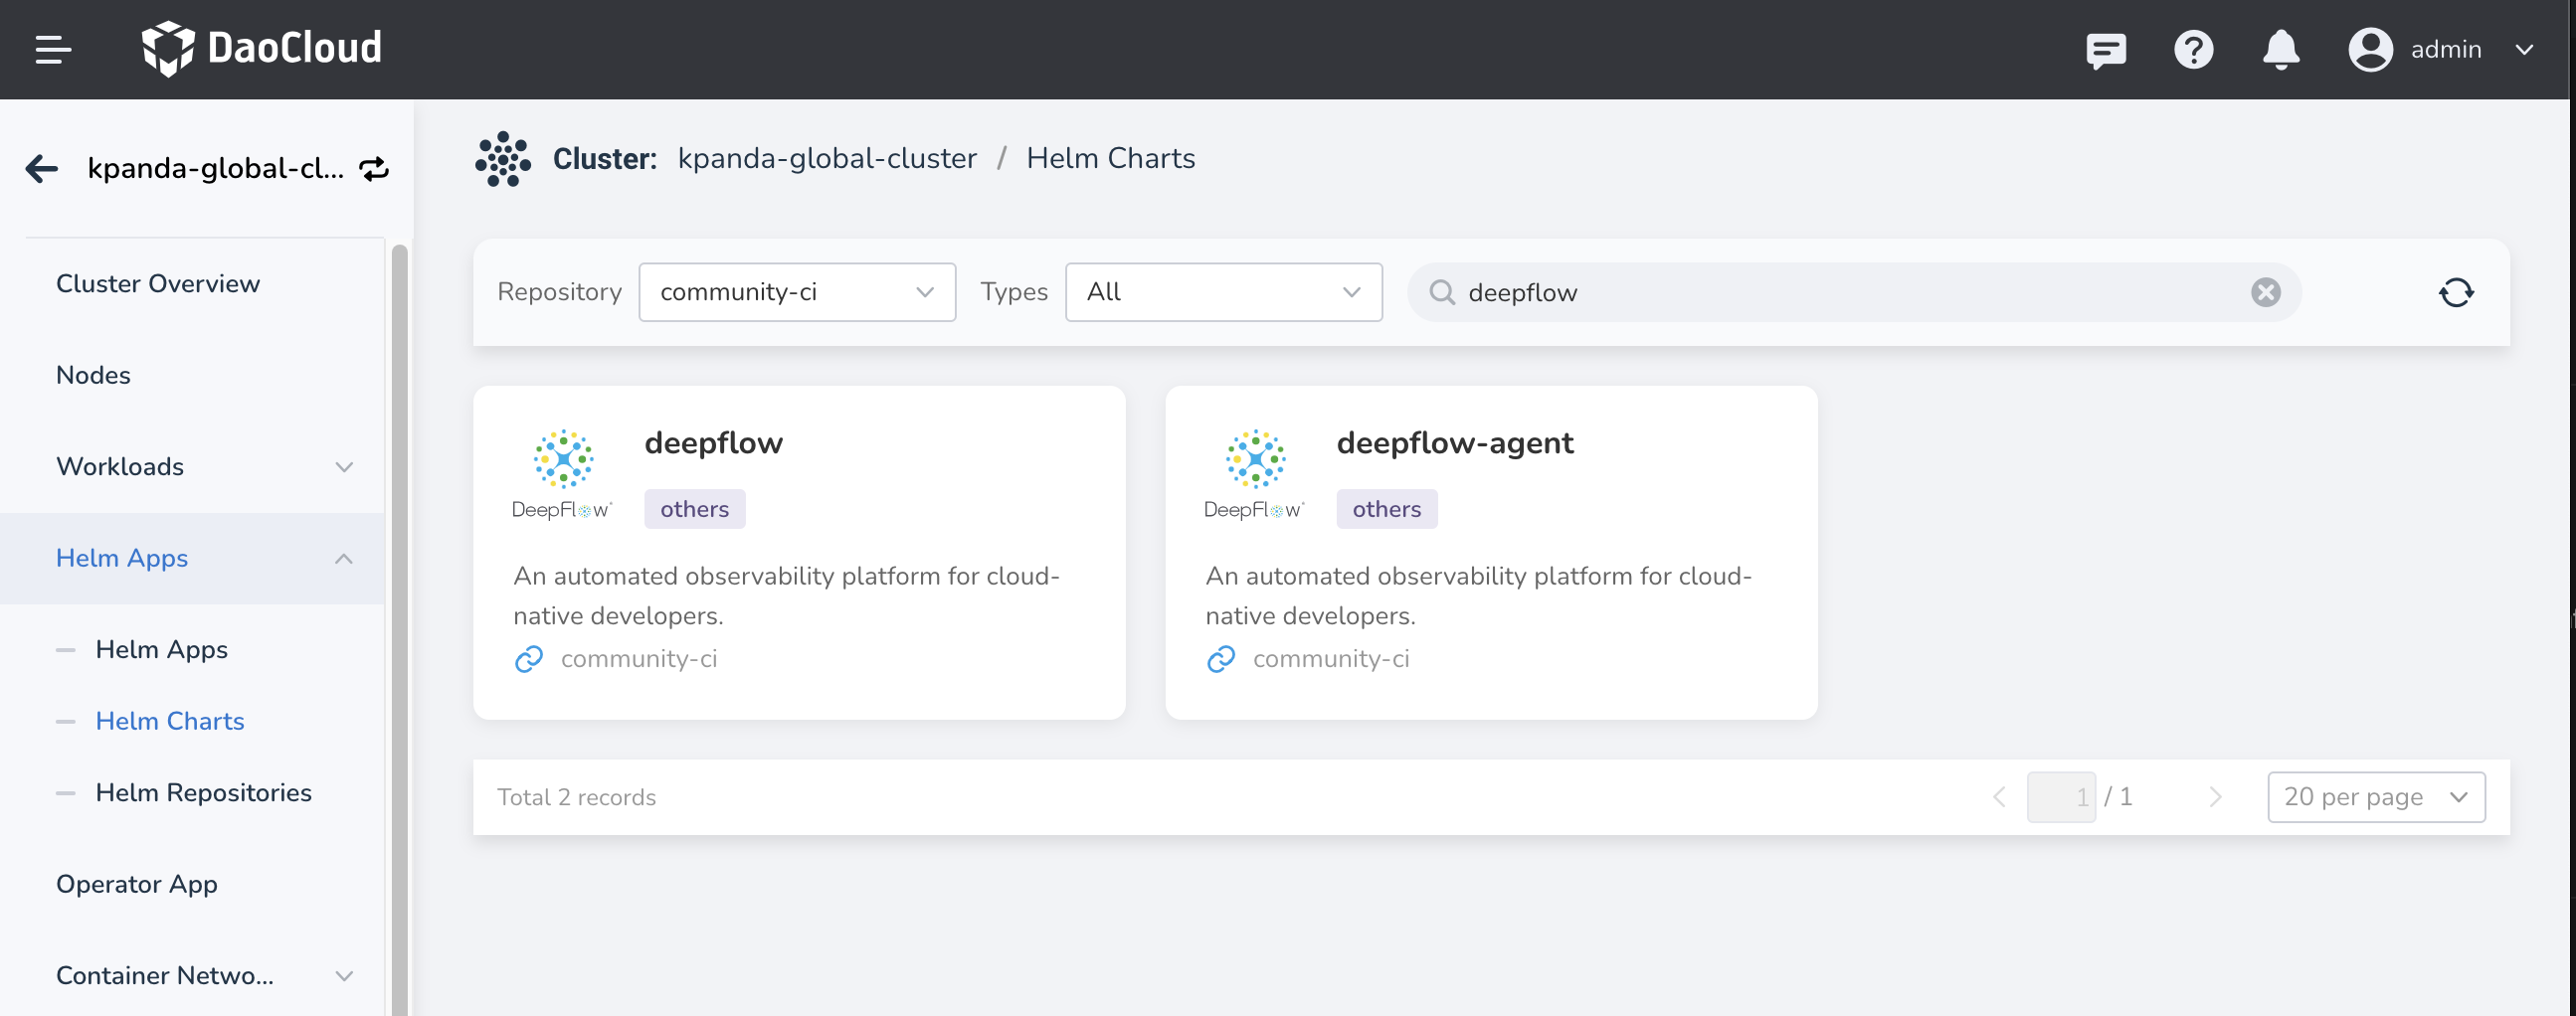 DaoCloud
admin
kpanda-global-cl...
Cluster: kpanda-global-cluster / Helm Charts
Cluster Overview
Nodes
Workloads
Helm Apps
Helm Apps
Helm Charts
Helm Repositories
Operator App
Container Netwo...
Repository community-ci Types All deepflow
DeepFlow
deepflow
others
An automated observability platform for cloud-
native developers.
community-ci
DeepFlow
deepflow-agent
others
An automated observability platform for cloud-
native developers.
community-ci
Total 2 records
1 / 1
20 per page